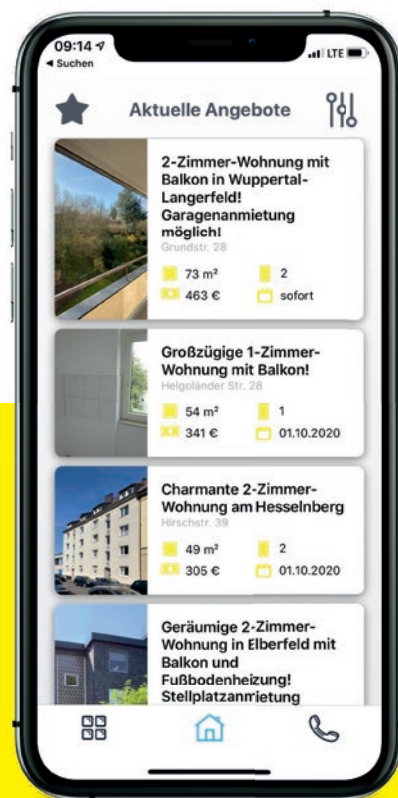 09:14
LTE
◀ Suchen
Aktuelle Angebote
2-Zimmer-Wohnung mit
Balkon in Wuppertal-
Langerfeld!
Garagenanmietung
möglich!
Grundstr. 28
73 m² 2
463 € sofort
Großzügige 1-Zimmer-
Wohnung mit Balkon!
Helgoländer Str. 28
54 m² 1
341 € 01.10.2020
Charmante 2-Zimmer-
Wohnung am Hesselnberg
Hirschstr. 39
49 m² 2
305 € 01.10.2020
Geräumige 2-Zimmer-
Wohnung in Elberfeld mit
Balkon und
Fußbodenheizung!
Stellplatzanmietung